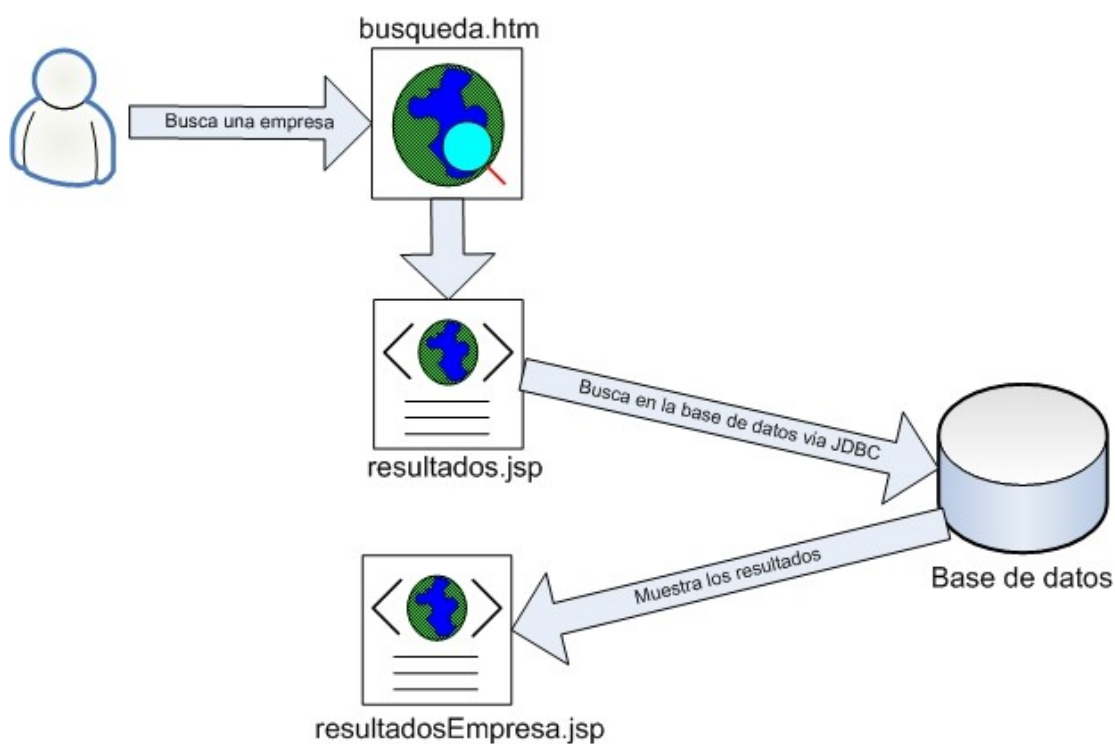 busqueda.htm
Busca una empresa
resultados.jsp
Busca en la base de datos via JDBC
Base de datos
Muestra los resultados
resultadosEmpresa.jsp